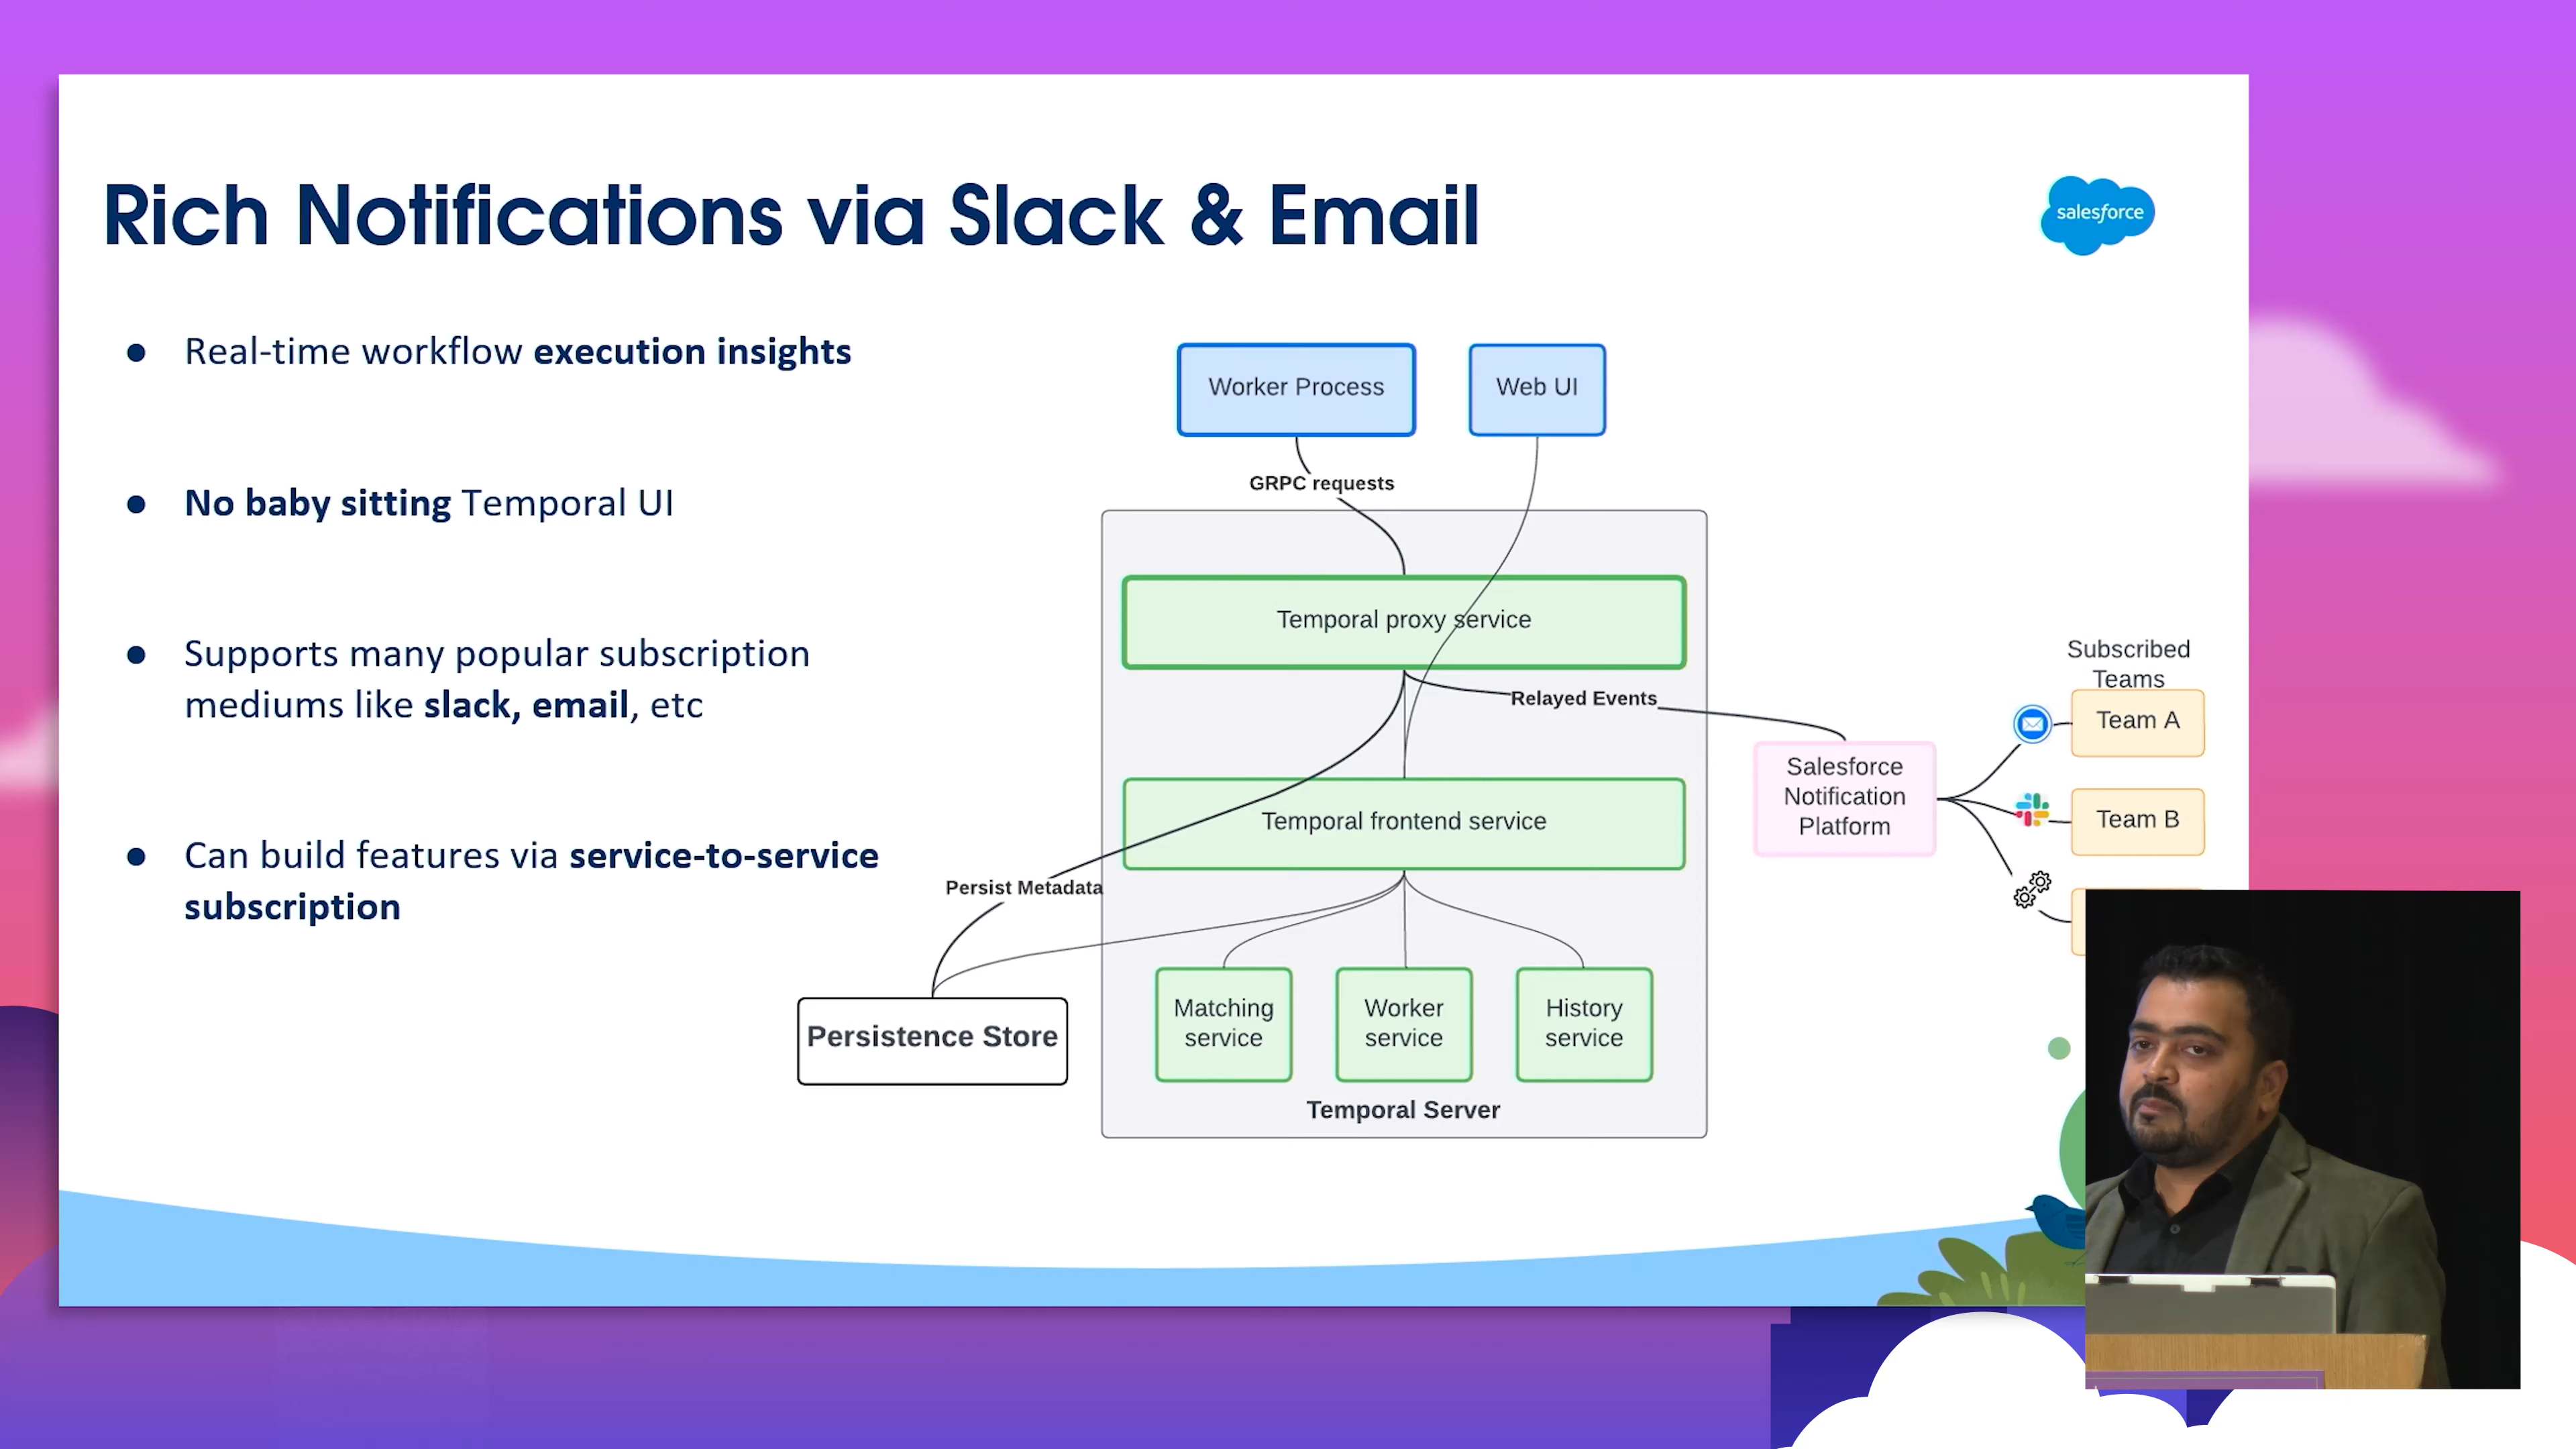 Rich Notifications via Slack & Email
salesforce
Real-time workflow execution insights
No baby sitting Temporal UI
Supports many popular subscription
mediums like slack, email, etc
Can build features via service-to-service
subscription
Worker Process
Web UI
GRPC requests
Temporal proxy service
Relayed Events
Subscribed
Teams
Team A
Salesforce
Notification
Platform
Team B
Temporal frontend service
Persist Metadata
Persistence Store
Matching
service
Worker
service
History
service
Temporal Server